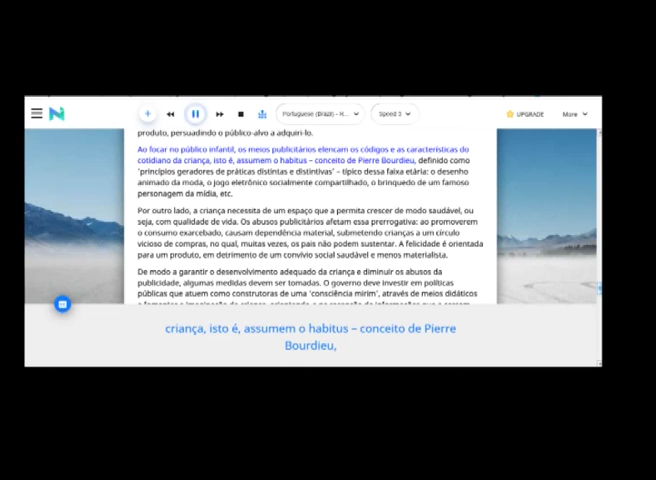 Portuguese (Brazil) - H...
Speed 3
UPGRADE
More
produto, persuadindo o público-alvo a adquiri-lo.
Ao focar no público infantil, os meios publicitários elencam os códigos e as características do
cotidiano da criança, isto é, assumem o habitus – conceito de Pierre Bourdieu, definido como
'princípios geradores de práticas distintas e distintivas' – típico dessa faixa etária: o desenho
animado da moda, o jogo eletrônico socialmente compartilhado, o brinquedo de um famoso
personagem da mídia, etc.
Por outro lado, a criança necessita de um espaço que a permita crescer de modo saudável, ou
seja, com qualidade de vida. Os abusos publicitários afetam essa prerrogativa: ao promoverem
o consumo exarcebado, causam dependência material, submetendo crianças a um círculo
vicioso de compras, no qual, muitas vezes, os pais não podem sustentar. A felicidade é orientada
para um produto, em detrimento de um convívio social saudável e menos materialista.
De modo a garantir o desenvolvimento adequado da criança e diminuir os abusos da
publicidade, algumas medidas devem ser tomadas. O governo deve investir em políticas
públicas que atuem como construtoras de uma 'consciência mirim', através de meios didáticos
criança, isto é, assumem o habitus – conceito de Pierre
Bourdieu,